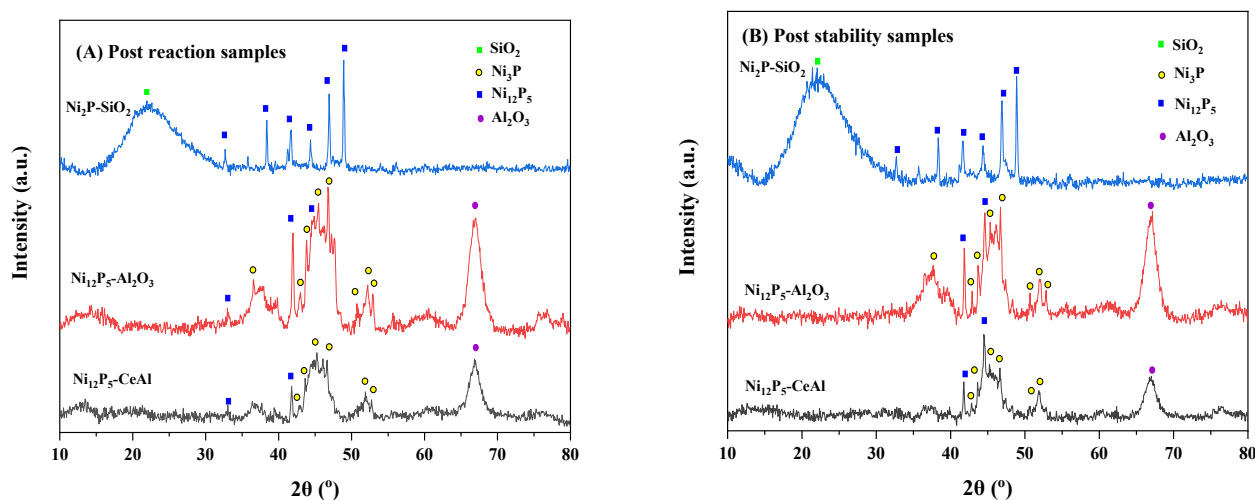 (A) Post reaction samples
SiO₂
Ni₃P
Ni₁₂P₅
Al₂O₃
Ni₂P-SiO₂
Ni₁₂P₅-Al₂O₃
Ni₁₂P₅-CeAl
Intensity (a.u.)
10 20 30 40 50 60 70 80
2θ (°)
(B) Post stability samples
SiO₂
Ni₃P
Ni₁₂P₅
Al₂O₃
Ni₂P-SiO₂
Ni₁₂P₅-Al₂O₃
Ni₁₂P₅-CeAl
Intensity (a.u.)
10 20 30 40 50 60 70 80
2θ (°)